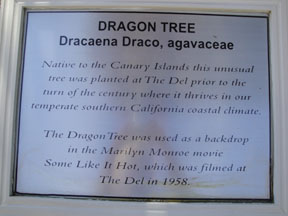 DRAGON TREE
Dracaena Draco, agavaceae
Native to the Canary Islands this unusual
tree was planted at The Del prior to the
turn of the century where it thrives in our
temperate southern California coastal climate.
The Dragon Tree was used as a backdrop
in the Marilyn Monroe movie
Some Like It Hot, which was filmed at
The Del in 1958.